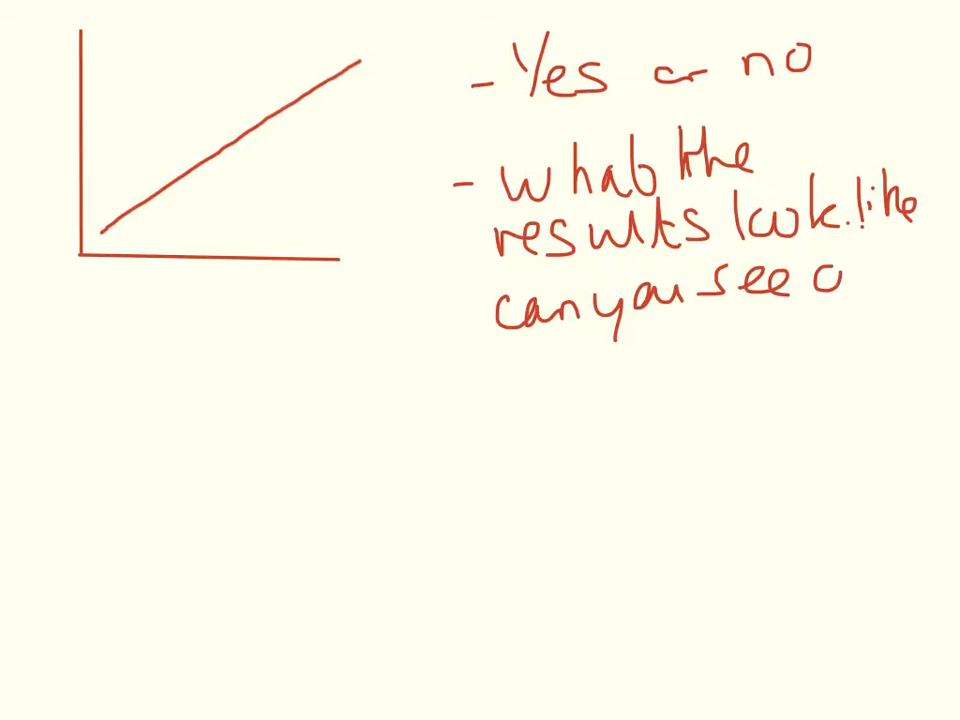 - Yes or no
- what the
results look like
can you see a